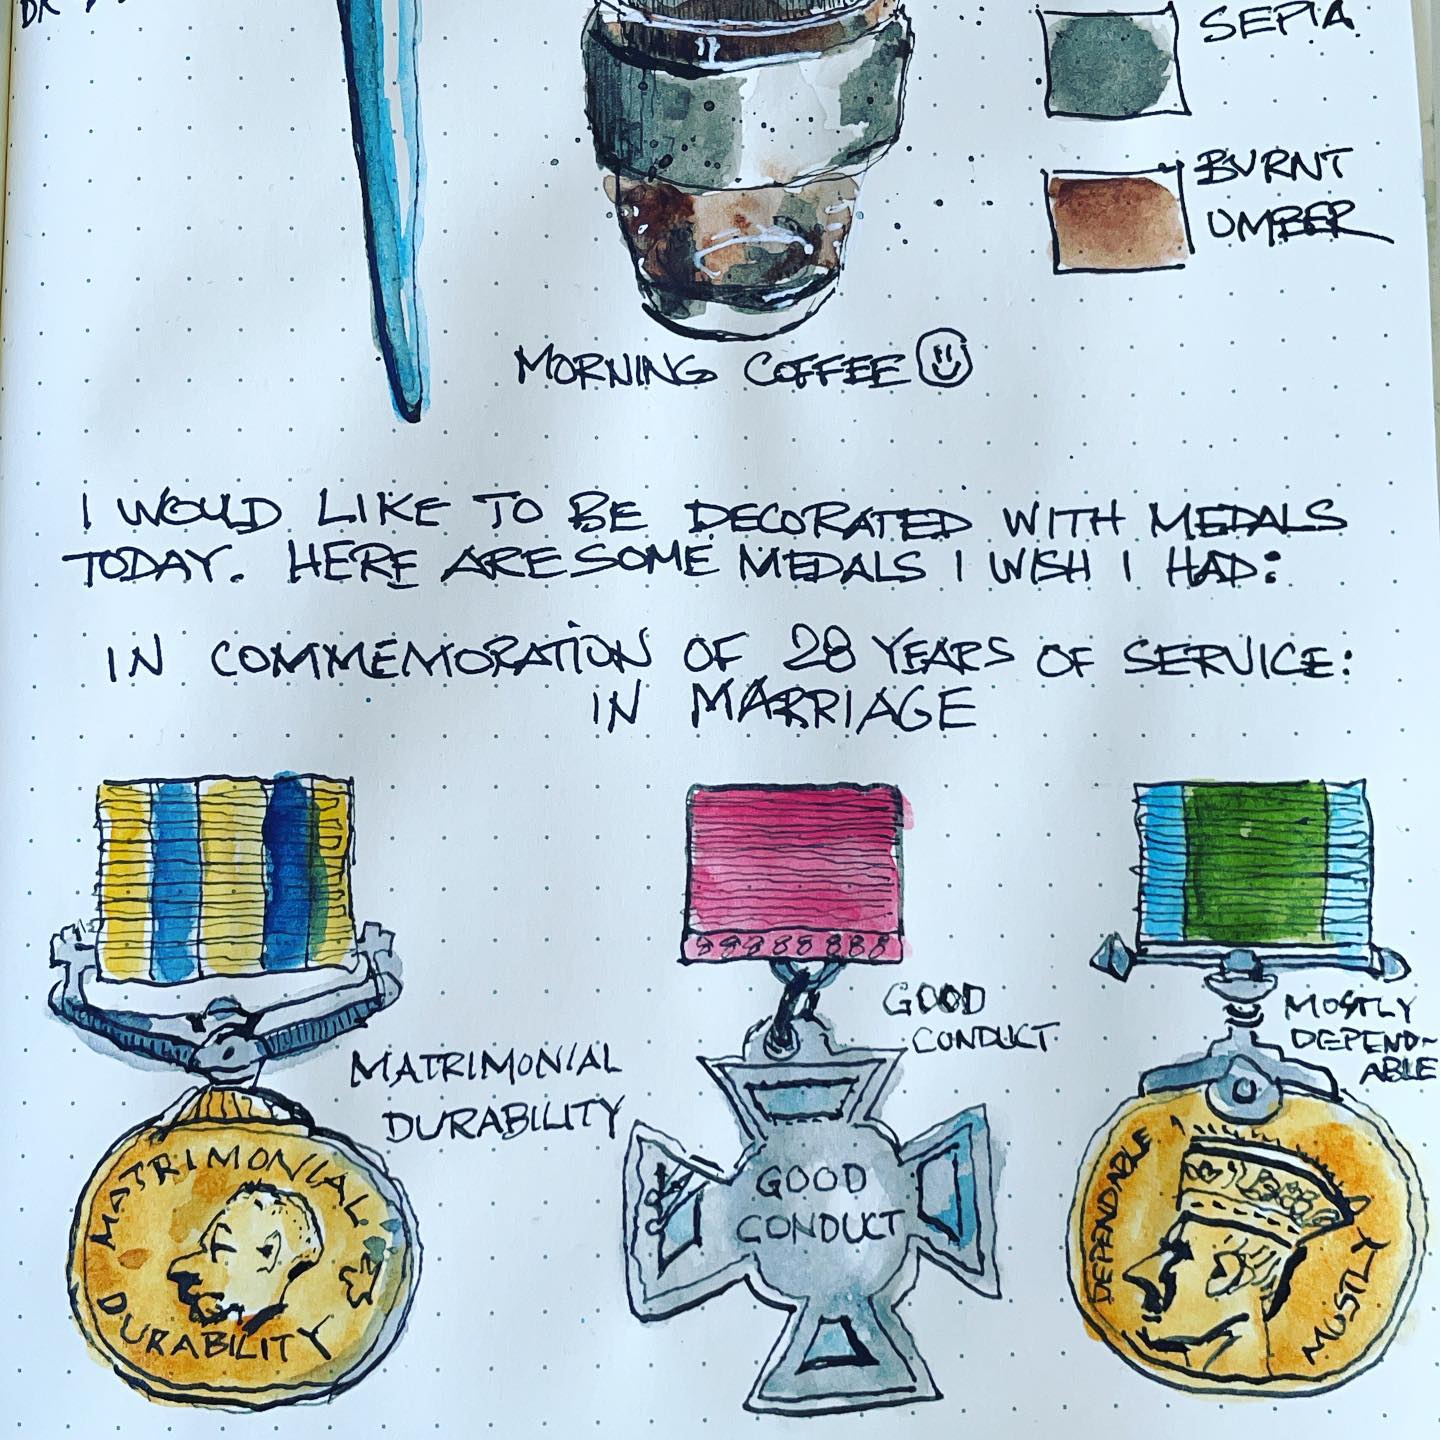 SEPIA
BURNT
UMBER
MORNING COFFEE
I WOULD LIKE TO BE DECORATED WITH MEDALS
TODAY. HERE ARE SOME MEDALS I WISH I HAD:
IN COMMEMORATION OF 28 YEARS OF SERVICE:
IN MARRIAGE
MATRIMONIAL
DURABILITY
MATRIMONIAL
DURABILITY
GOOD
CONDUCT
GOOD
CONDUCT
MOSTLY
DEPEND-
ABLE
DEPENDABLE
MOSTLY